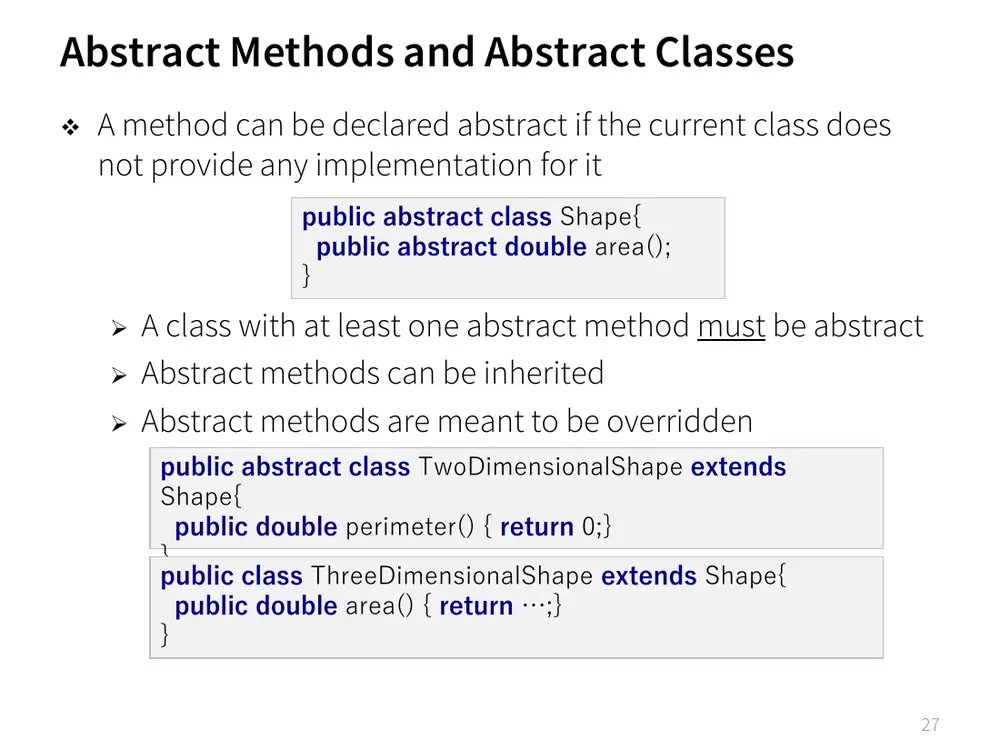 Abstract Methods and Abstract Classes
❖ A method can be declared abstract if the current class does
not provide any implementation for it
public abstract class Shape{
public abstract double area();
}
➢ A class with at least one abstract method must be abstract
➢ Abstract methods can be inherited
➢ Abstract methods are meant to be overridden
public abstract class TwoDimensionalShape extends
Shape{
public double perimeter() { return 0;}
}
public class ThreeDimensionalShape extends Shape{
public double area() { return ⋯;}
}
27